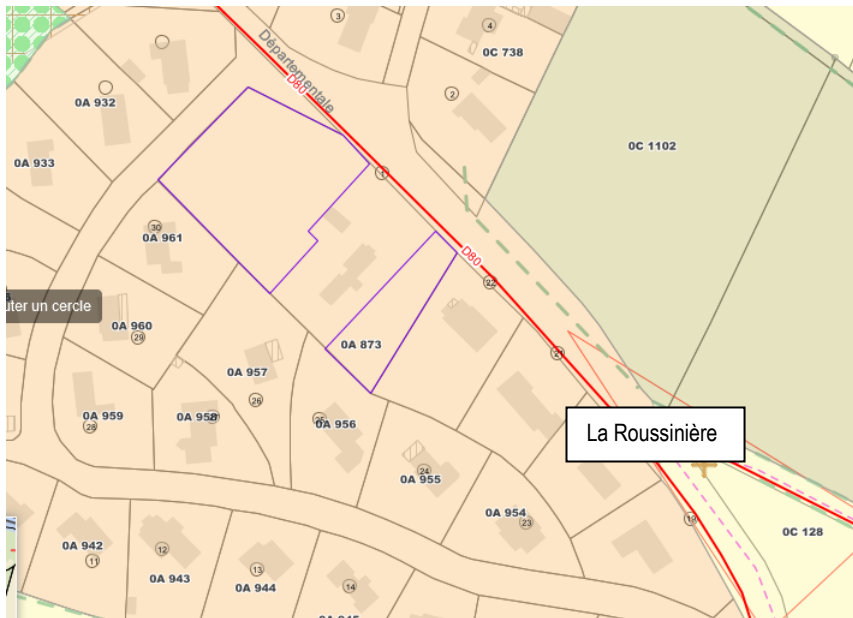 3
4
0C 738
Départementale
D80
2
0A 932
0C 1102
0A 933
1
30
0A 961
D80
22
uter un cercle
0A 960
29
0A 873
21
0A 957
26
0A 959
28
0A 958
25
0A 956
La Roussinière
24
0A 955
0A 954
23
19
0C 128
0A 942
11
12
0A 943
13
0A 944
14